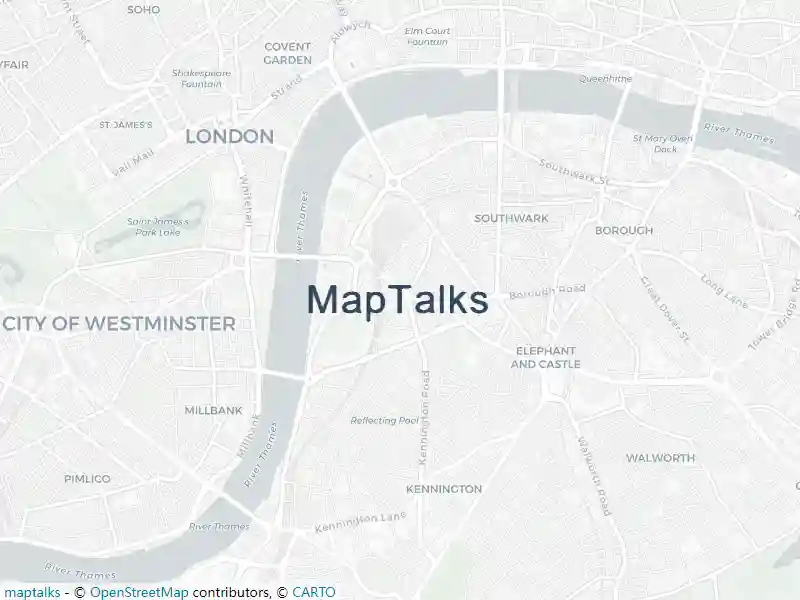 SOHO
Aldwych
Elm Court
Fountain
COVENT
GARDEN
Shakespeare
Fountain
Strand
Queenhithe
ST JAMES'S
LONDON
River Thames
St Mary Overi
Dock
Pall Mall
Southwark St
Whitehall
Saint James's
Park Lake
River Thames
SOUTHWARK
BOROUGH
MapTalks
Borough Road
Long Lane
Great Dover St
Tower Bridge Road
CITY OF WESTMINSTER
ELEPHANT
AND CASTLE
MILLBANK
Millbank
Reflecting Pool
Kennington Road
River Thames
Walworth Road
WALWORTH
PIMLICO
KENNINGTON
River Thames
Kennington Lane
River Thames
maptalks - © OpenStreetMap contributors, © CARTO